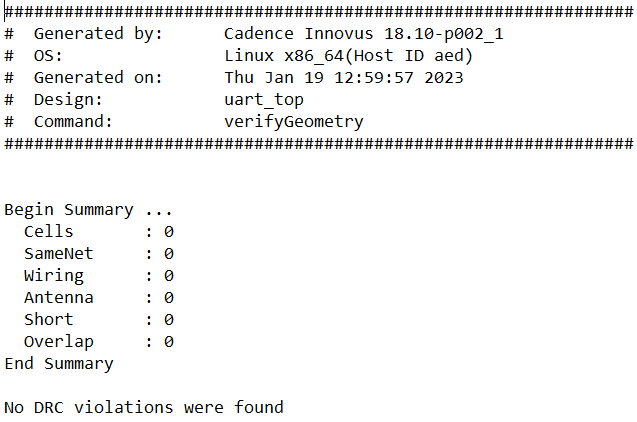 ###############################################################
#  Generated by:      Cadence Innovus 18.10-p002_1
#  OS:                Linux x86_64(Host ID aed)
#  Generated on:      Thu Jan 19 12:59:57 2023
#  Design:            uart_top
#  Command:           verifyGeometry
###############################################################
Begin Summary ...
  Cells       : 0
  SameNet     : 0
  Wiring      : 0
  Antenna     : 0
  Short       : 0
  Overlap     : 0
End Summary
No DRC violations were found